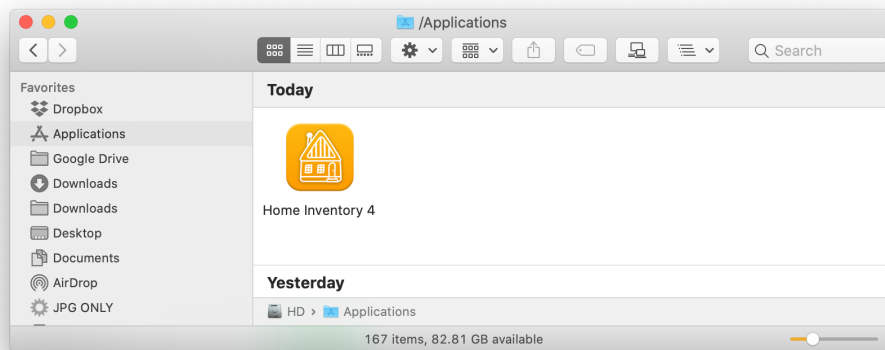 /Applications
Search
Favorites
Dropbox
Applications
Google Drive
Downloads
Downloads
Desktop
Documents
AirDrop
JPG ONLY
Today
Home Inventory 4
Yesterday
HD › Applications
167 items, 82.81 GB available